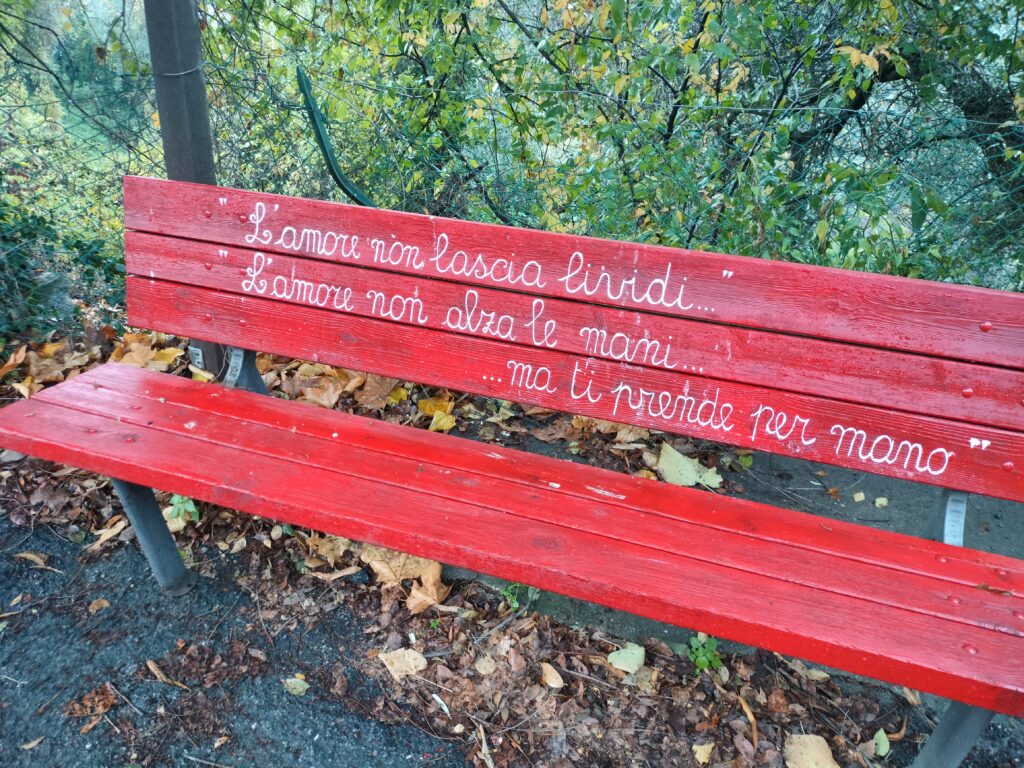 "L'amore non lascia lividi..."
"L'amore non alza le mani...
...ma ti prende per mano"